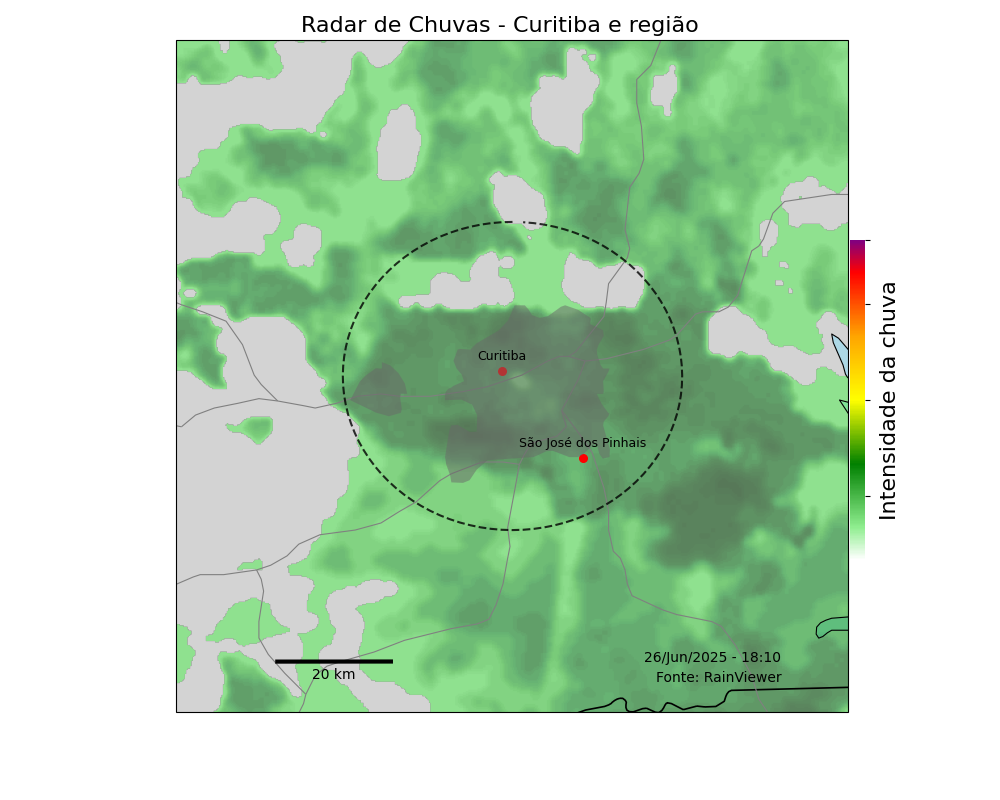 Radar de Chuvas - Curitiba e região
Curitiba
São José dos Pinhais
Intensidade da chuva
26/Jun/2025 - 18:10
Fonte: RainViewer
20 km